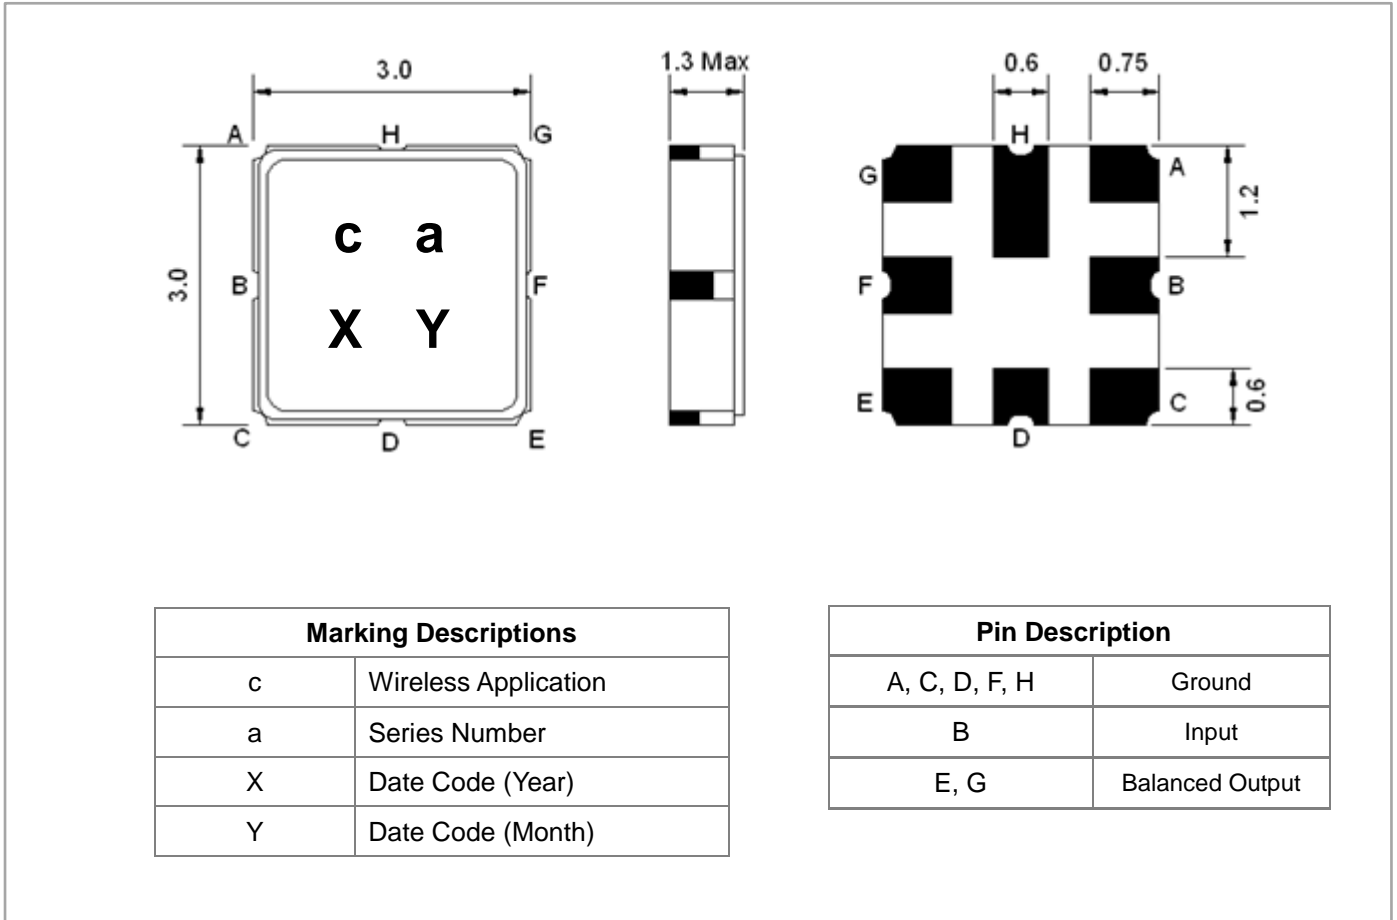 3.0
1.3 Max
0.6 0.75
A H G
H
A
G
c a
1.2
3.0
B F
F B
X Y
E C
0.6
C D E
D
Marking Descriptions
c Wireless Application
a Series Number
X Date Code (Year)
Y Date Code (Month)
Pin Description
A, C, D, F, H Ground
B Input
E, G Balanced Output